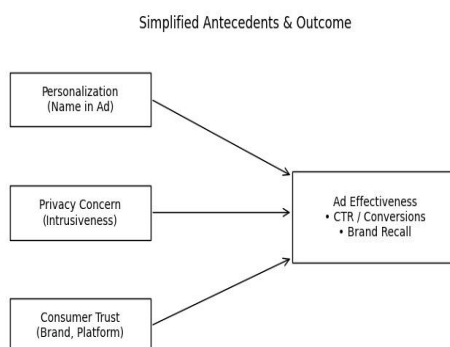 Simplified Antecedents & Outcome
Personalization
(Name in Ad)
Privacy Concern
(Intrusiveness)
Consumer Trust
(Brand, Platform)
Ad Effectiveness
• CTR / Conversions
• Brand Recall